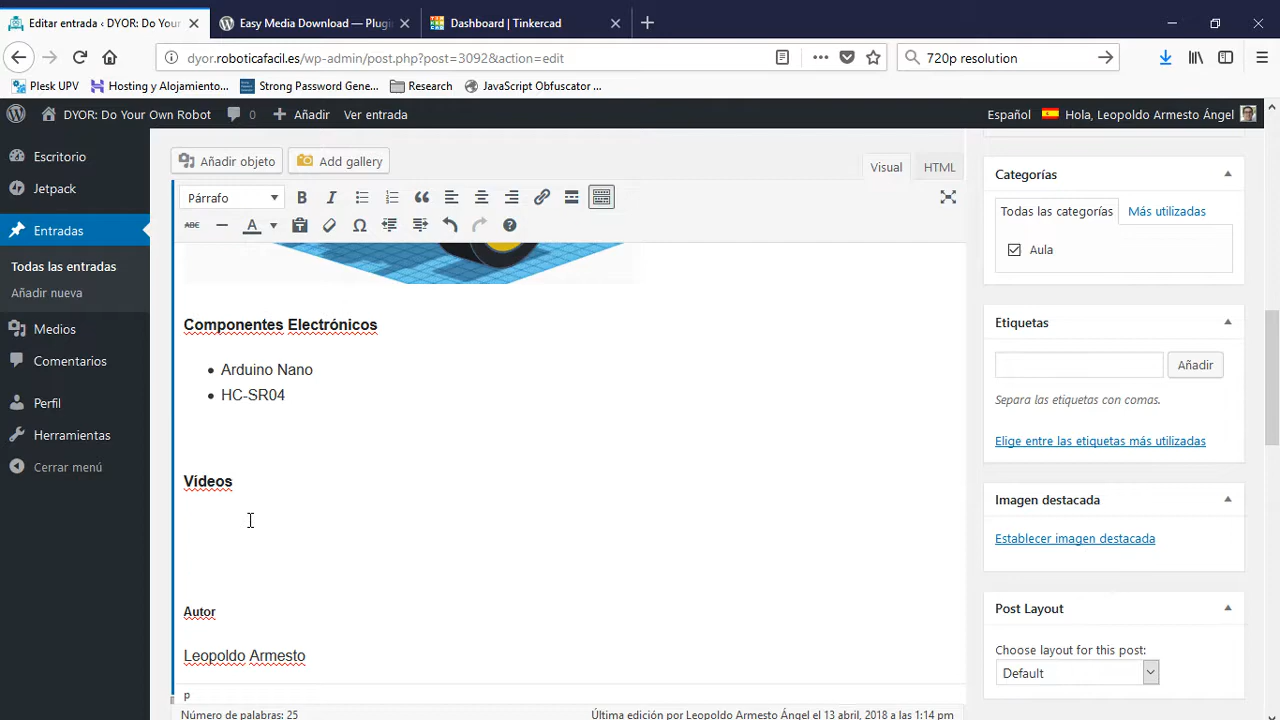 Editar entrada ‹ DYOR: Do Your
Easy Media Download — Plugi
Dashboard | Tinkercad
dyor.roboticafacil.es/wp-admin/post.php?post=3092&action=edit
720p resolution
Plesk UPV
Hosting y Alojamiento...
Strong Password Gene...
Research
JavaScript Obfuscator ...
DYOR: Do Your Own Robot
0
Añadir
Ver entrada
Español
Hola, Leopoldo Armesto Ángel
Escritorio
Jetpack
Entradas
Todas las entradas
Añadir nueva
Medios
Comentarios
Perfil
Herramientas
Cerrar menú
Añadir objeto
Add gallery
Visual
HTML
Párrafo
B
I
ABC
A
Componentes Electrónicos
Arduino Nano
HC-SR04
Vídeos
Autor
Leopoldo Armesto
p
Número de palabras: 25
Última edición por Leopoldo Armesto Ángel el 13 abril, 2018 a las 1:14 pm
Categorías
Todas las categorías
Más utilizadas
Aula
Etiquetas
Añadir
Separa las etiquetas con comas.
Elige entre las etiquetas más utilizadas
Imagen destacada
Establecer imagen destacada
Post Layout
Choose layout for this post:
Default